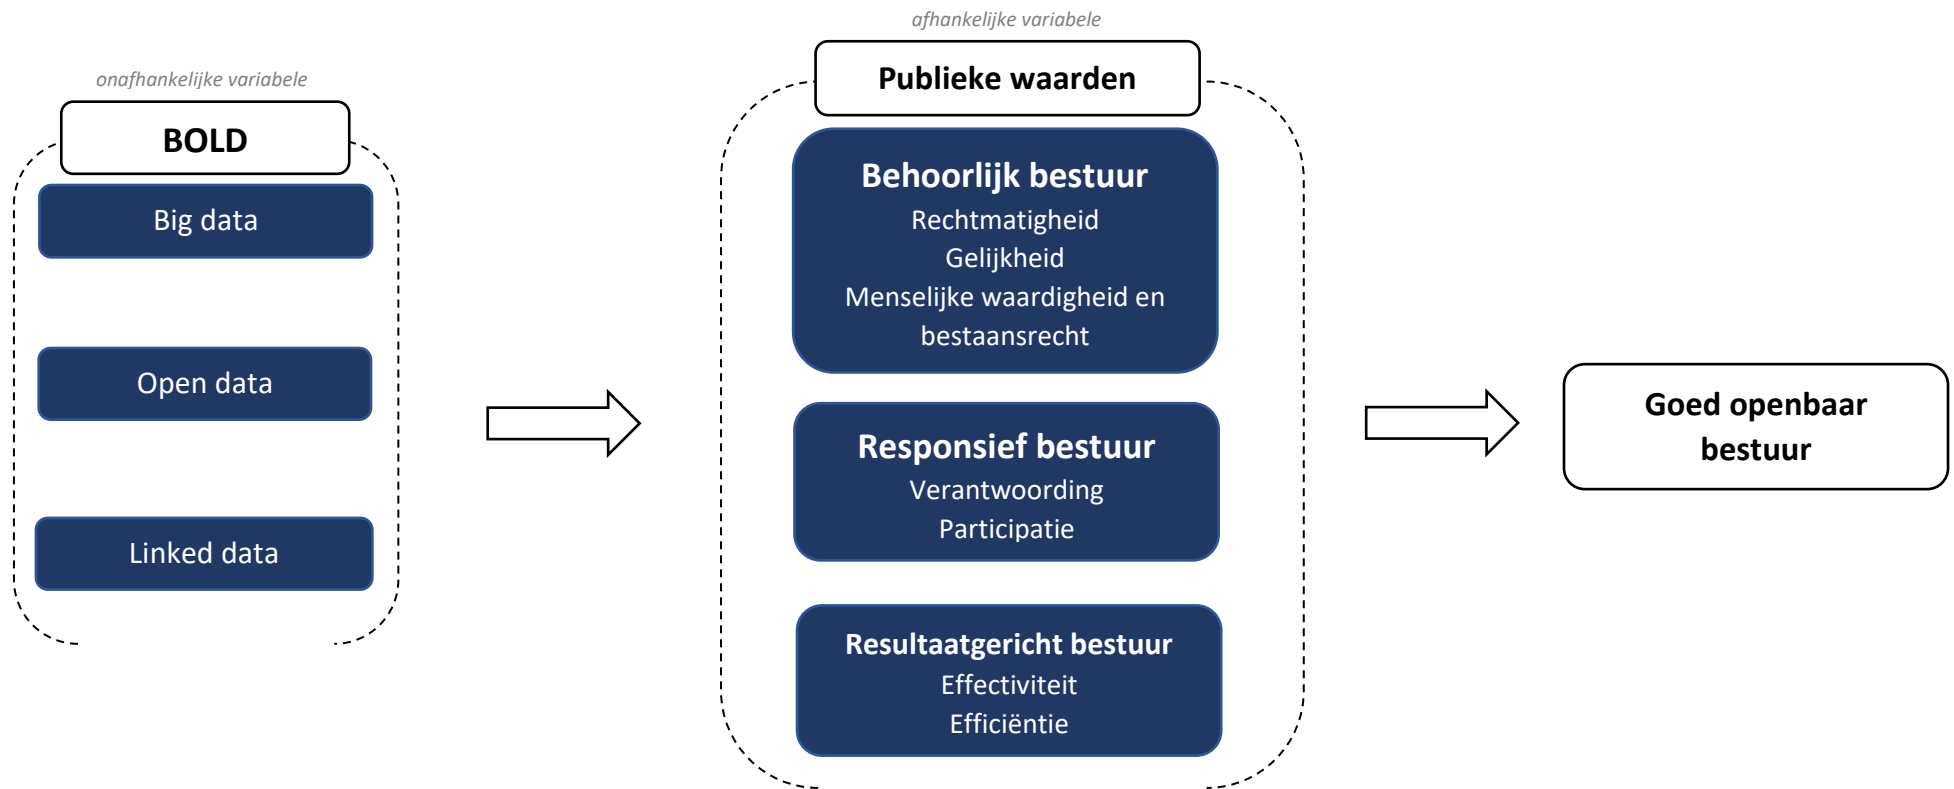 onafhankelijke variabele
BOLD
Big data
Open data
Linked data
afhankelijke variabele
Publieke waarden
Behoorlijk bestuur
Rechtmatigheid
Gelijkheid
Menselijke waardigheid en
bestaansrecht
Responsief bestuur
Verantwoording
Participatie
Resultaatgericht bestuur
Effectiviteit
Efficiëntie
Goed openbaar
bestuur